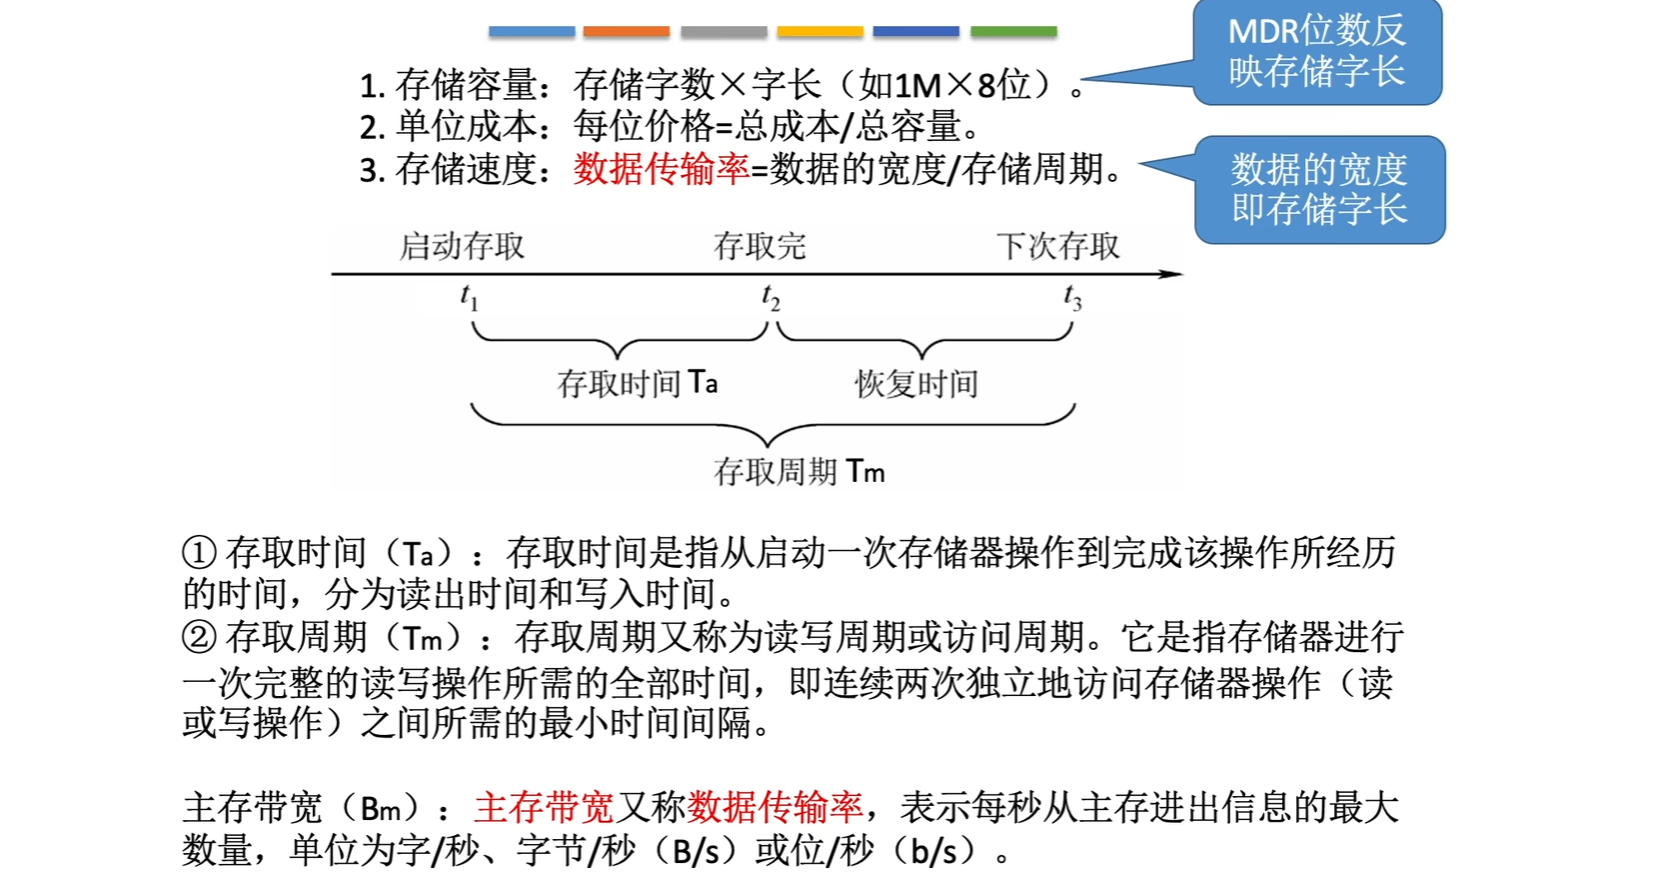 MDR位数反
映存储字长
1. 存储容量：存储字数×字长（如1M×8位）。
2. 单位成本：每位价格=总成本/总容量。
3. 存储速度：数据传输率=数据的宽度/存储周期。
数据的宽度
即存储字长
启动存取 存取完 下次存取
t1 t2 t3
存取时间 Ta 恢复时间
存取周期 Tm
① 存取时间（Ta）：存取时间是指从启动一次存储器操作到完成该操作所经历
的时间，分为读出时间和写入时间。
② 存取周期（Tm）：存取周期又称为读写周期或访问周期。它是指存储器进行
一次完整的读写操作所需的全部时间，即连续两次独立地访问存储器操作（读
或写操作）之间所需的最小时间间隔。
主存带宽（Bm）：主存带宽又称数据传输率，表示每秒从主存进出信息的最大
数量，单位为字/秒、字节/秒（B/s）或位/秒（b/s）。